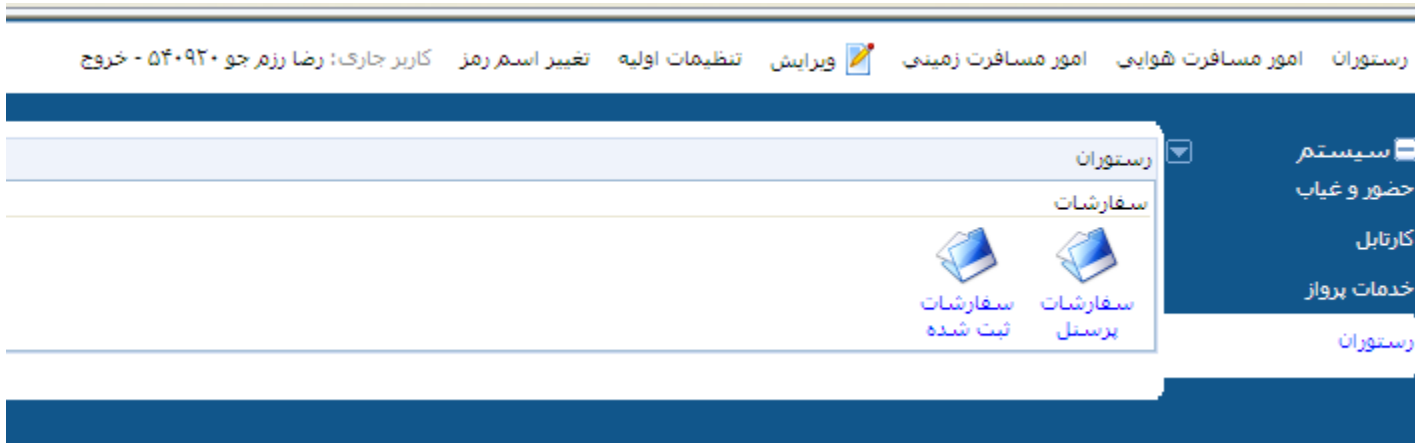 رستوران امور مسافرت هوایی امور مسافرت زمینی ویرایش تنظیمات اولیه تغییر اسم رمز کاربر جاری: رضا رزم جو ۵۴۰۹۲۰ - خروج
سیستم
حضور و غیاب
کارتابل
خدمات پرواز
رستوران
رستوران
سفارشات
سفارشات پرسنل
سفارشات ثبت شده